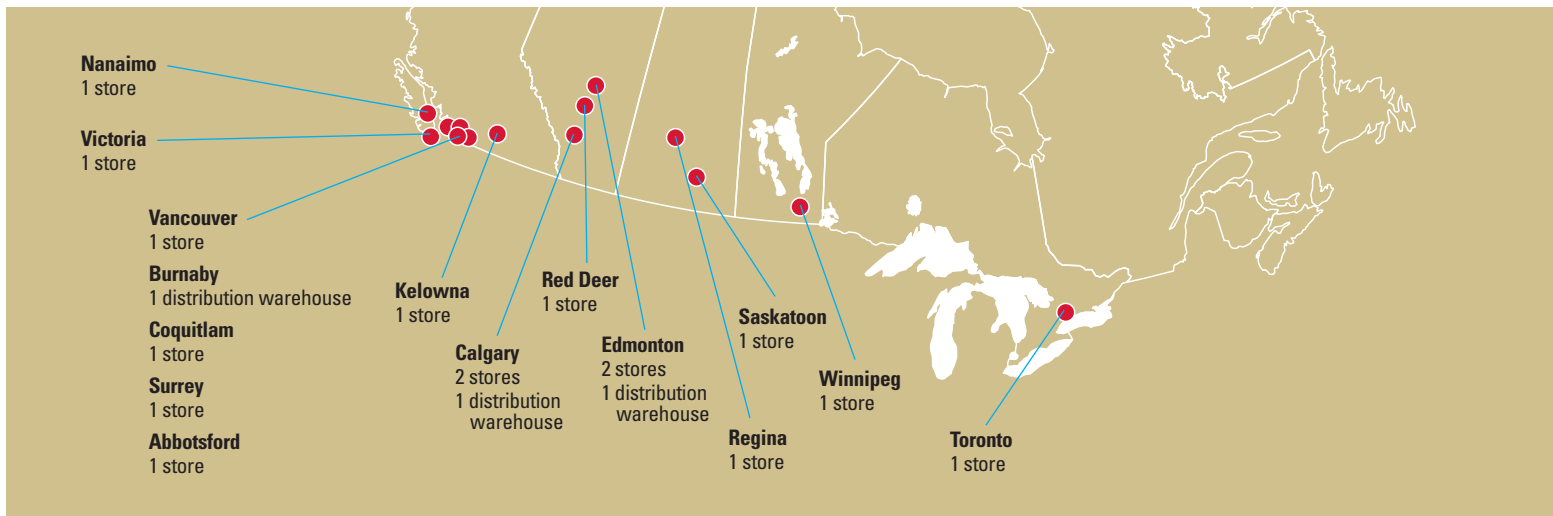 Nanaimo
1 store
Victoria
1 store
Vancouver
1 store
Burnaby
1 distribution warehouse
Coquitlam
1 store
Surrey
1 store
Abbotsford
1 store
Kelowna
1 store
Calgary
2 stores
1 distribution
warehouse
Red Deer
1 store
Edmonton
2 stores
1 distribution
warehouse
Regina
1 store
Saskatoon
1 store
Winnipeg
1 store
Toronto
1 store